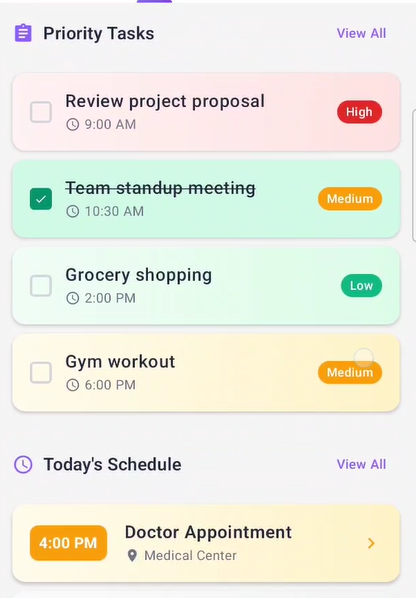 Priority Tasks
View All
Review project proposal
9:00 AM
High
Team standup meeting
10:30 AM
Medium
Grocery shopping
2:00 PM
Low
Gym workout
6:00 PM
Medium
Today's Schedule
View All
4:00 PM
Doctor Appointment
Medical Center